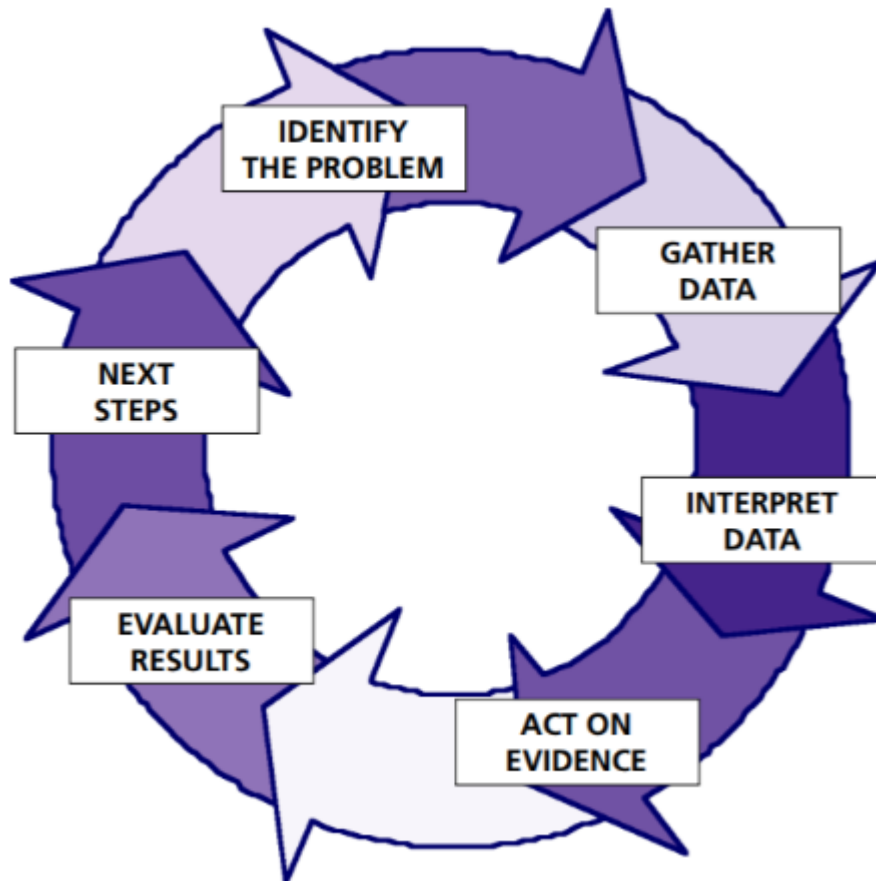 IDENTIFY
THE PROBLEM
GATHER
DATA
INTERPRET
DATA
ACT ON
EVIDENCE
EVALUATE
RESULTS
NEXT
STEPS